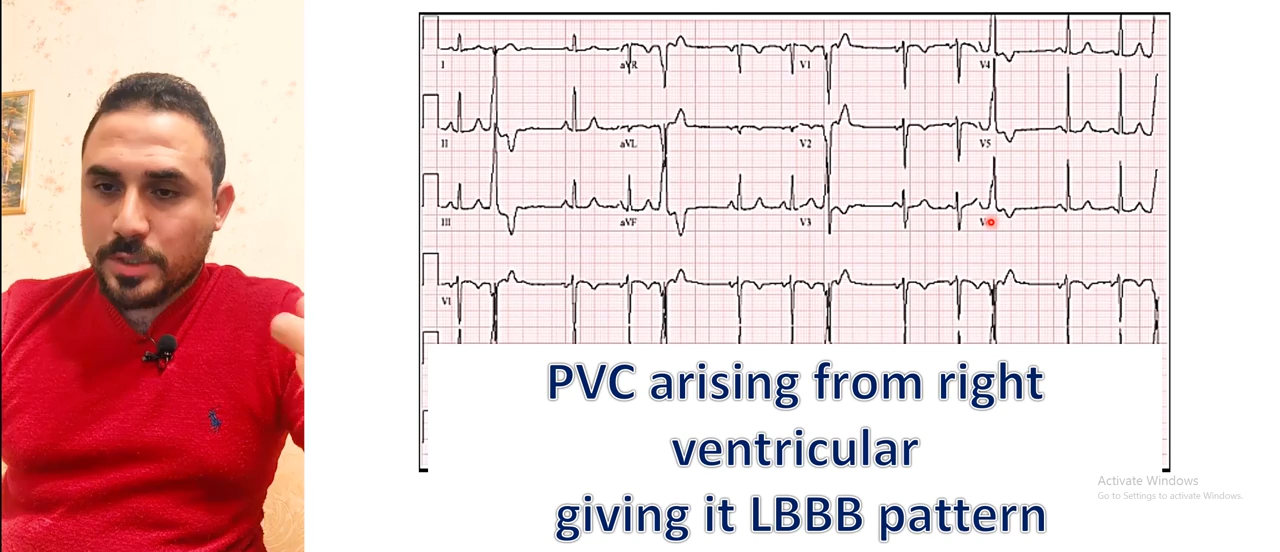 I
aVR
V1
V4
II
aVL
V2
V5
III
aVF
V3
V1
PVC arising from right
ventricular
giving it LBBB pattern
Activate Windows
Go to Settings to activate Windows.